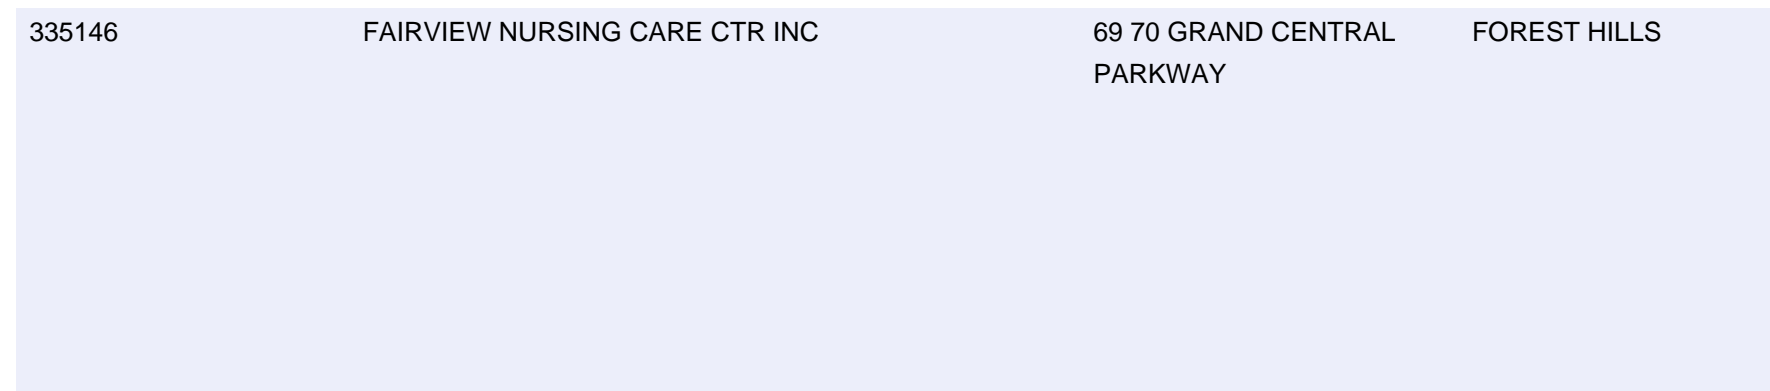 335146 FAIRVIEW NURSING CARE CTR INC 69 70 GRAND CENTRAL FOREST HILLS
PARKWAY